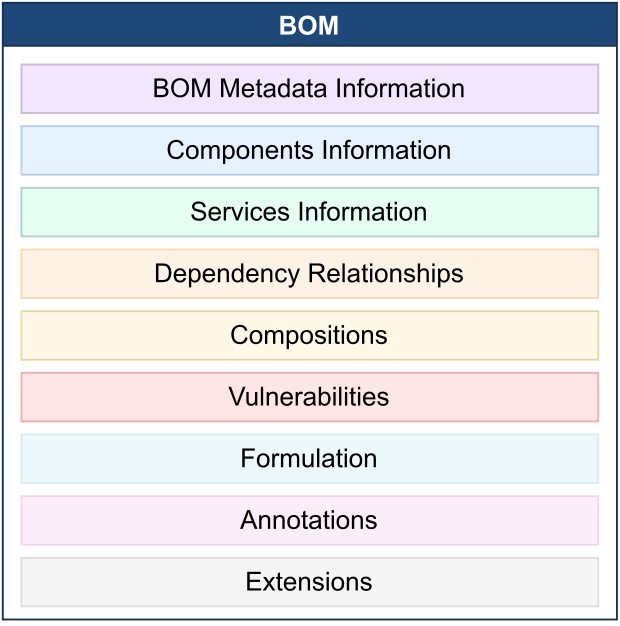 BOM
BOM Metadata Information
Components Information
Services Information
Dependency Relationships
Compositions
Vulnerabilities
Formulation
Annotations
Extensions